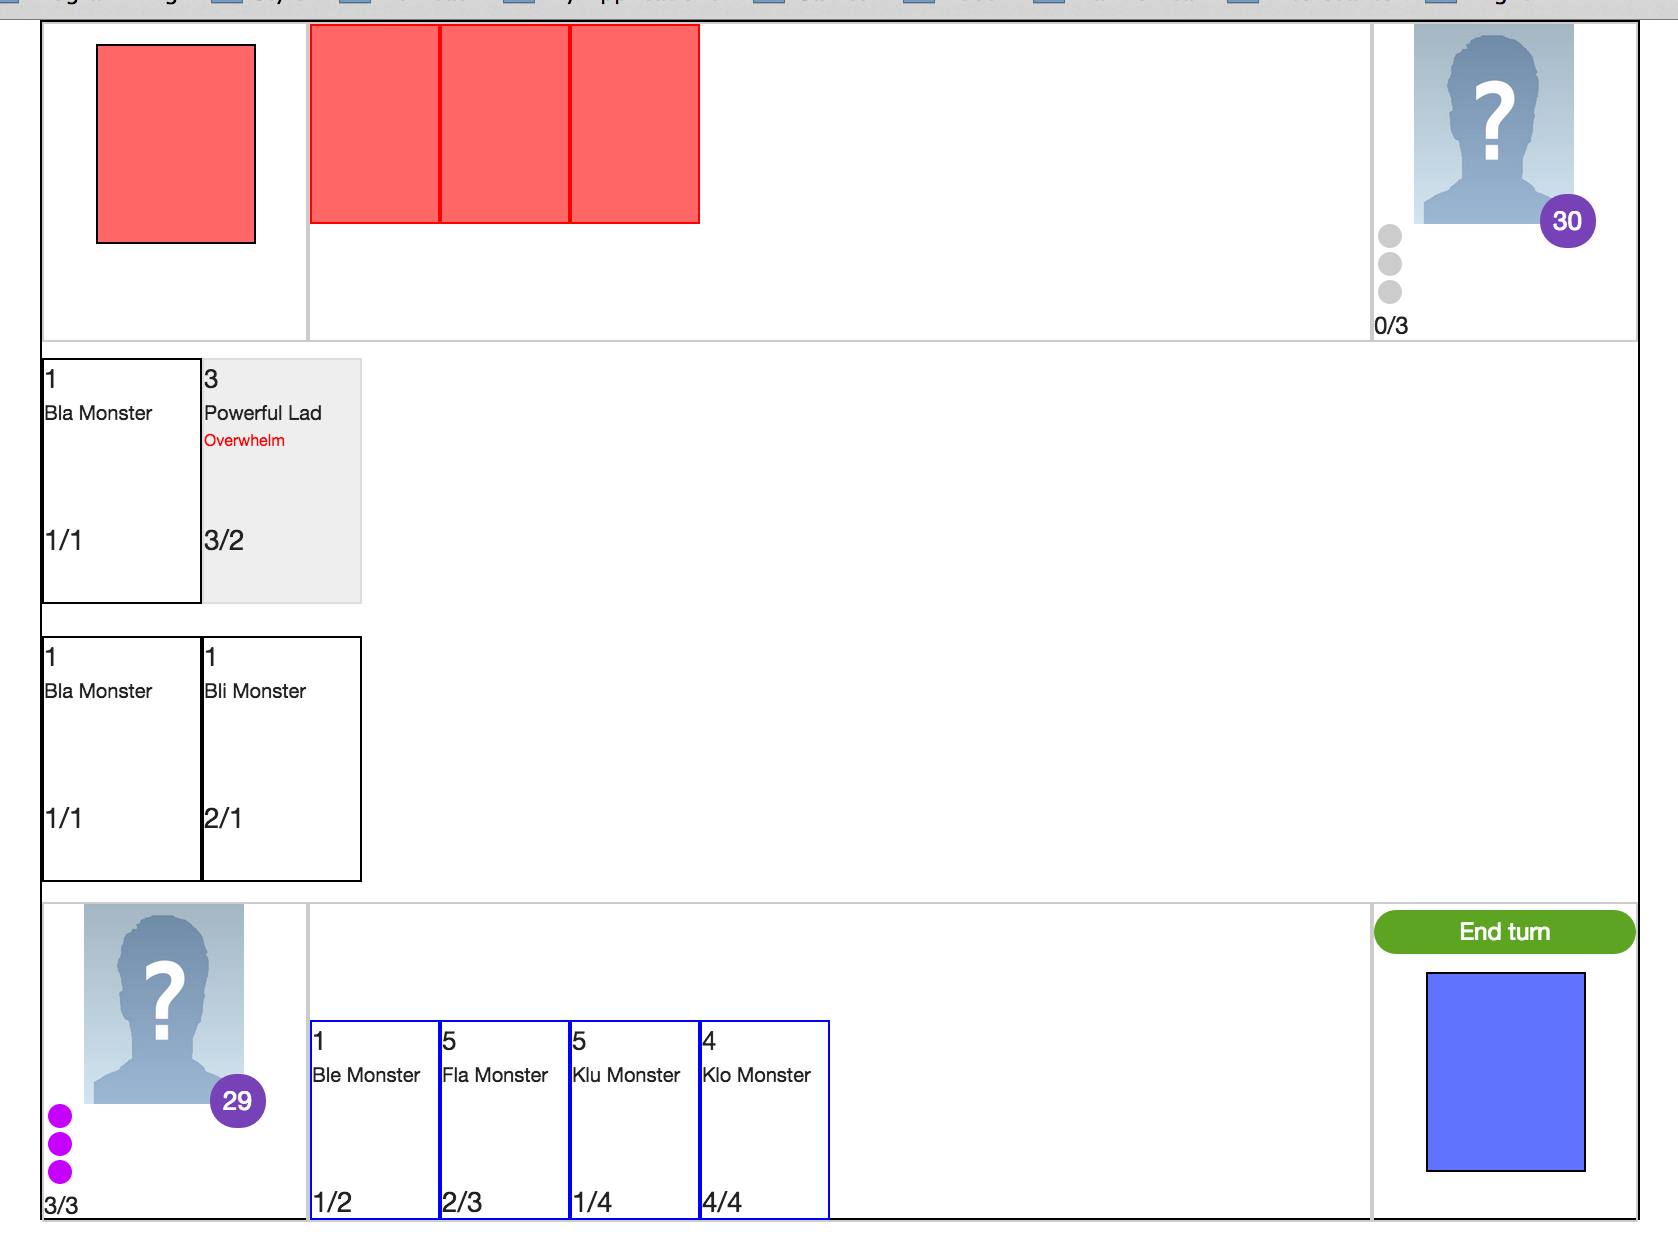 30
0/3
1
Bla Monster
1/1
3
Powerful Lad
Overwhelm
3/2
1
Bla Monster
1/1
1
Bli Monster
2/1
?
29
3/3
1
Ble Monster
1/2
5
Fla Monster
2/3
5
Klu Monster
1/4
4
Klo Monster
4/4
End turn